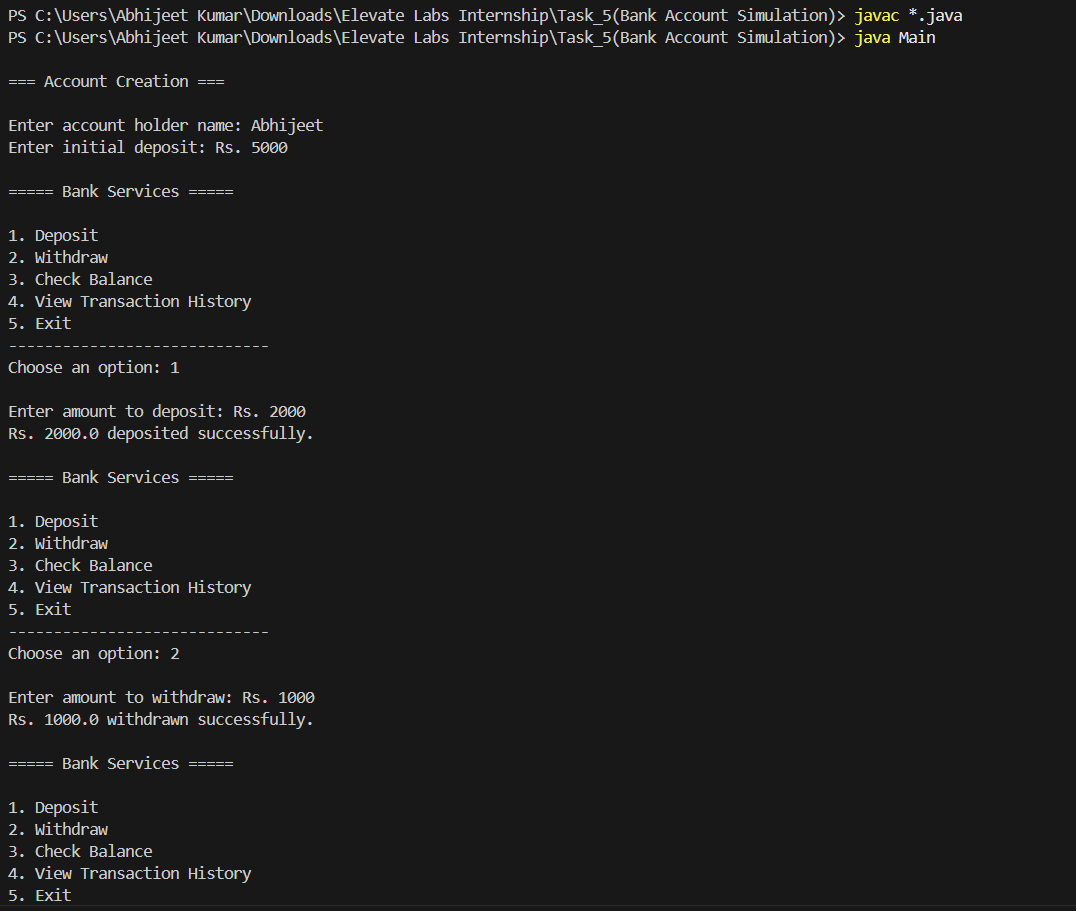 PS C:\Users\Abhijeet Kumar\Downloads\Elevate Labs Internship\Task_5(Bank Account Simulation)> javac *.java
PS C:\Users\Abhijeet Kumar\Downloads\Elevate Labs Internship\Task_5(Bank Account Simulation)> java Main
=== Account Creation ===
Enter account holder name: Abhijeet
Enter initial deposit: Rs. 5000
===== Bank Services =====
1. Deposit
2. Withdraw
3. Check Balance
4. View Transaction History
5. Exit
-----------------------------
Choose an option: 1
Enter amount to deposit: Rs. 2000
Rs. 2000.0 deposited successfully.
===== Bank Services =====
1. Deposit
2. Withdraw
3. Check Balance
4. View Transaction History
5. Exit
-----------------------------
Choose an option: 2
Enter amount to withdraw: Rs. 1000
Rs. 1000.0 withdrawn successfully.
===== Bank Services =====
1. Deposit
2. Withdraw
3. Check Balance
4. View Transaction History
5. Exit